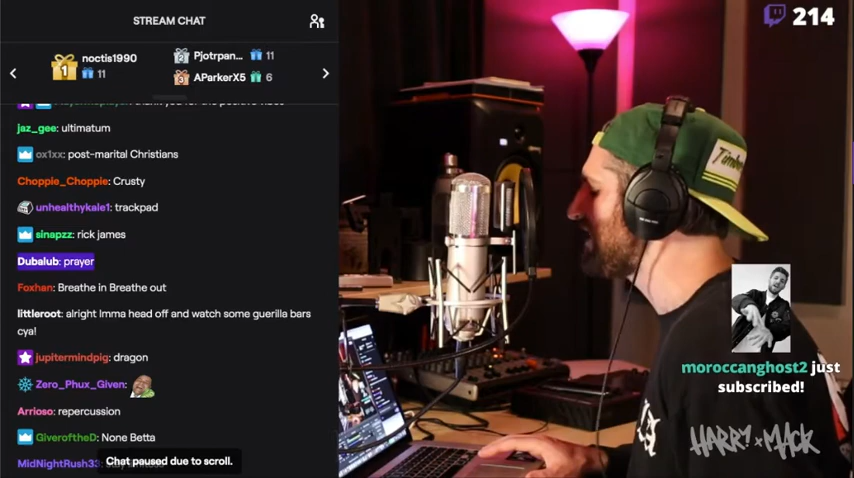 STREAM CHAT
214
noctis1990
11
Pjotrpan... 11
AParkerX5 6
jaz_gee: ultimatum
ox1xx: post-marital Christians
Choppie_Choppie: Crusty
unhealthykale1: trackpad
sinapzz: rick james
Dubalub: prayer
Foxhan: Breathe in Breathe out
littleroot: alright Imma head off and watch some guerilla bars
cya!
jupitermindpig: dragon
Zero_Phux_Given:
Arrioso: repercussion
GiveroftheD: None Betta
MidNightRush33:
Chat paused due to scroll.
moroccanghost2 just
subscribed!
HARRY x MACK